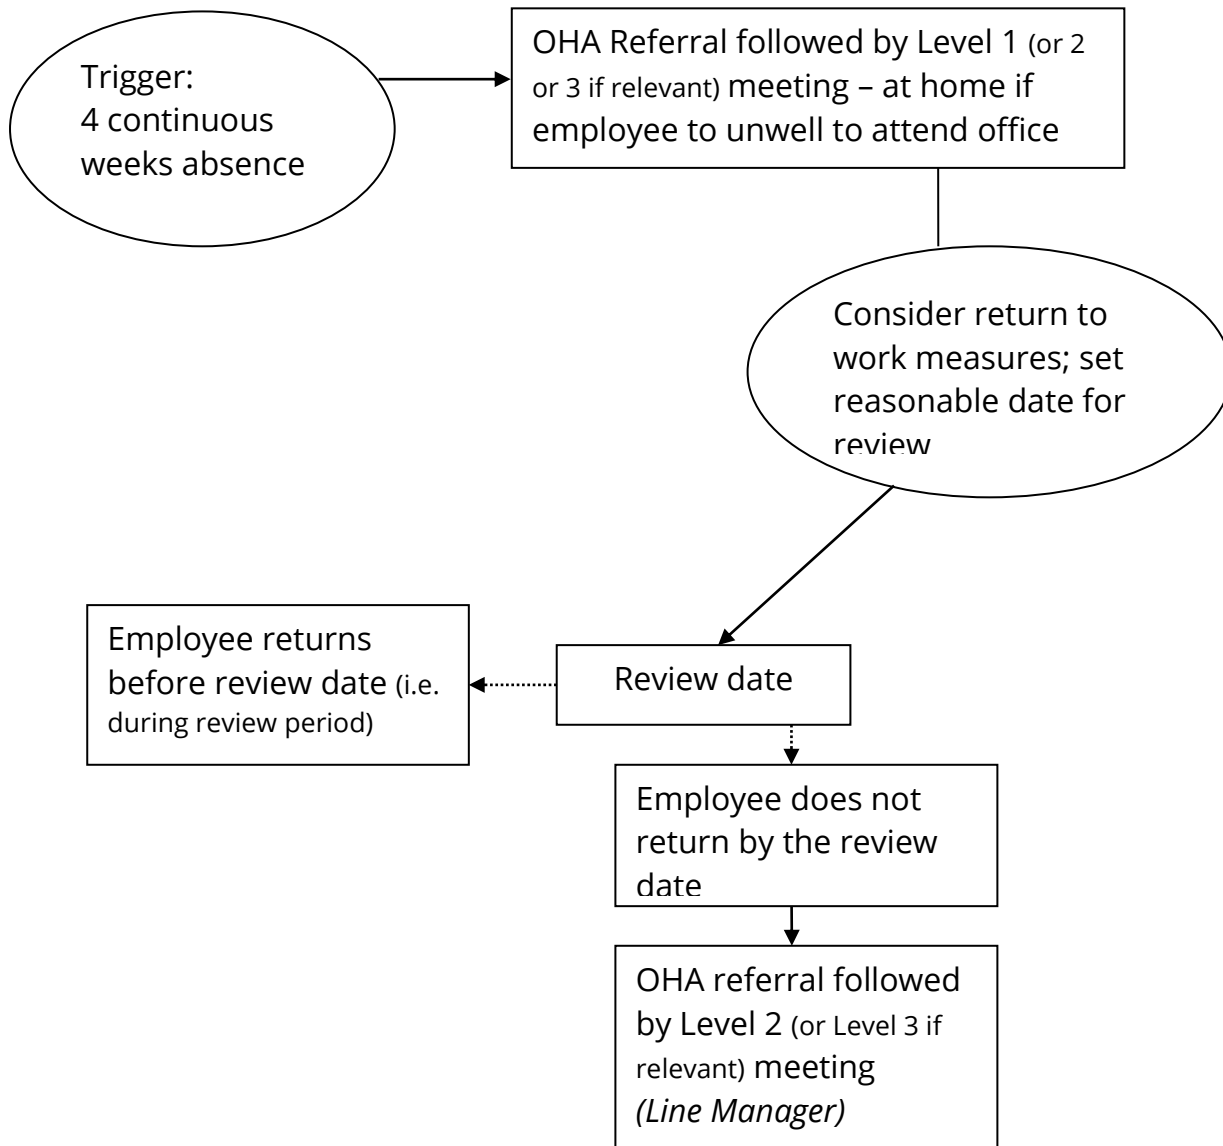 Trigger:
4 continuous
weeks absence
OHA Referral followed by Level 1 (or 2
or 3 if relevant) meeting – at home if
employee to unwell to attend office
Consider return to
work measures; set
reasonable date for
review
Review date
Employee returns
before review date (i.e.
during review period)
Employee does not
return by the review
date
OHA referral followed
by Level 2 (or Level 3 if
relevant) meeting
(Line Manager)